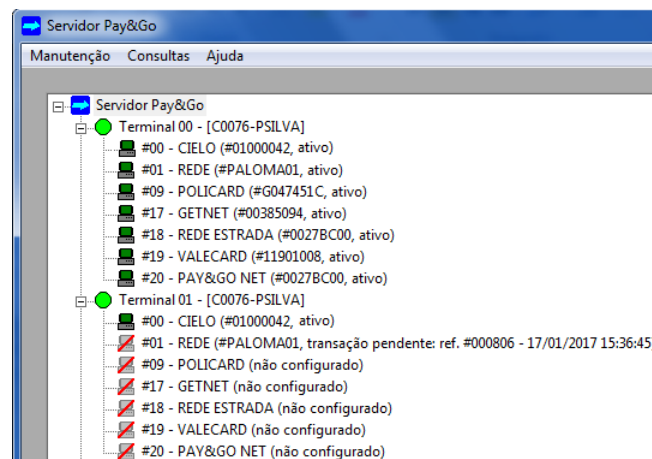 Servidor Pay&Go
Manutenção Consultas Ajuda
Servidor Pay&Go
Terminal 00 - [C0076-PSILVA]
#00 - CIELO (#01000042, ativo)
#01 - REDE (#PALOMA01, ativo)
#09 - POLICARD (#G047451C, ativo)
#17 - GETNET (#00385094, ativo)
#18 - REDE ESTRADA (#0027BC00, ativo)
#19 - VALECARD (#11901008, ativo)
#20 - PAY&GO NET (#0027BC00, ativo)
Terminal 01 - [C0076-PSILVA]
#00 - CIELO (#01000042, ativo)
#01 - REDE (#PALOMA01, transação pendente: ref. #000806 - 17/01/2017 15:36:45
#09 - POLICARD (não configurado)
#17 - GETNET (não configurado)
#18 - REDE ESTRADA (não configurado)
#19 - VALECARD (não configurado)
#20 - PAY&GO NET (não configurado)